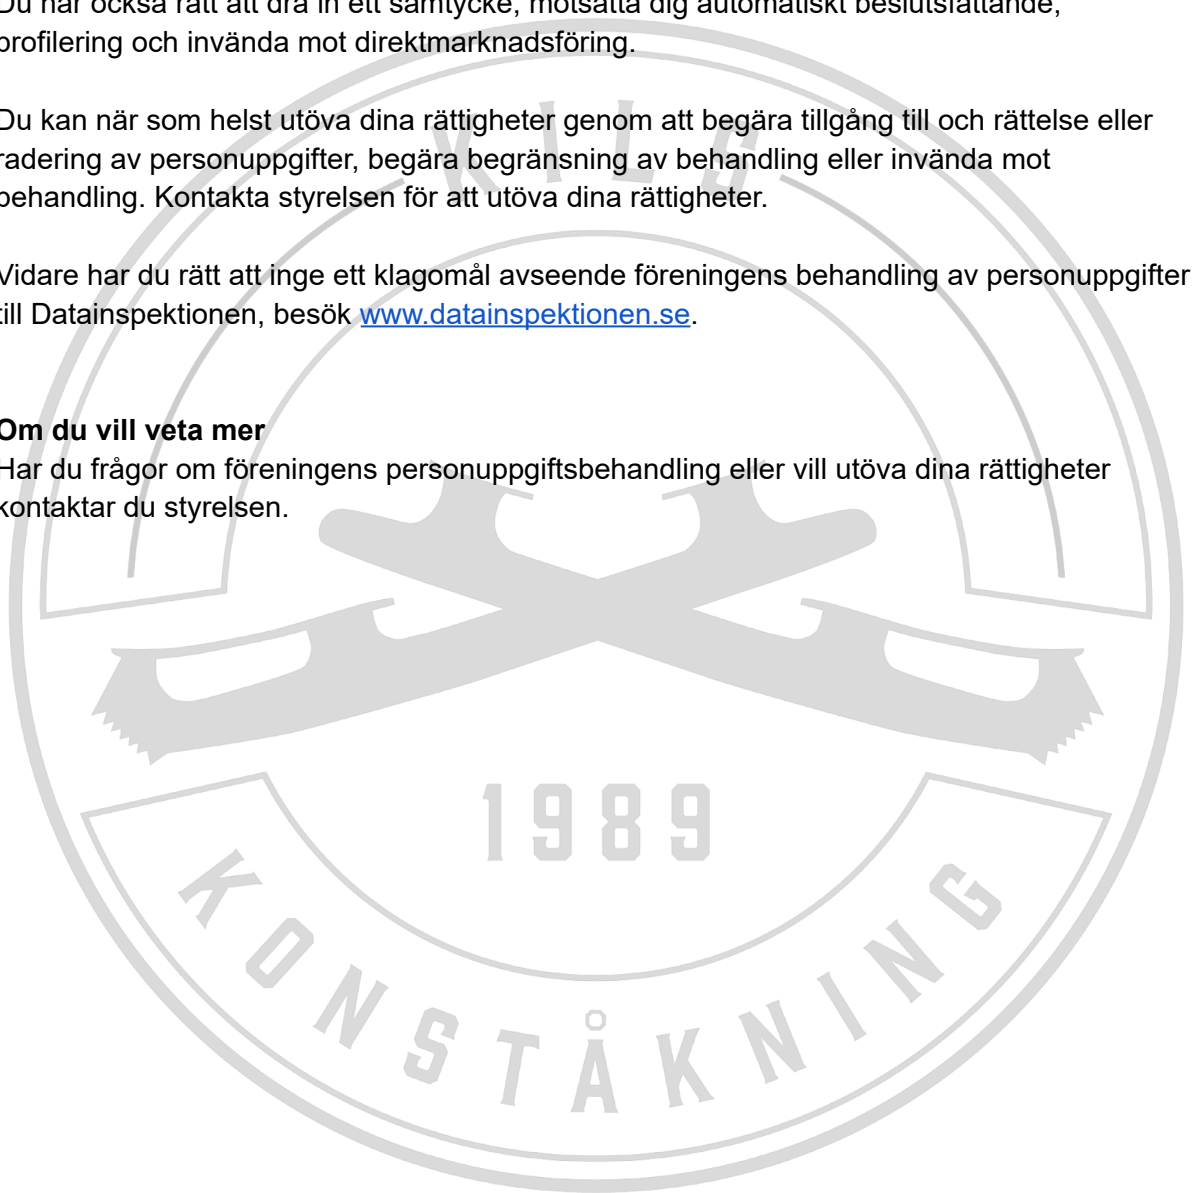 Du har också rätt att dra in ett samtycke, motsätta dig automatiskt beslutsfattande,
profilering och invända mot direktmarknadsföring.
Du kan när som helst utöva dina rättigheter genom att begära tillgång till och rättelse eller
radering av personuppgifter, begära begränsning av behandling eller invända mot
behandling. Kontakta styrelsen för att utöva dina rättigheter.
Vidare har du rätt att inge ett klagomål avseende föreningens behandling av personuppgifter
till Datainspektionen, besök www.datainspektionen.se.
Om du vill veta mer
Har du frågor om föreningens personuppgiftsbehandling eller vill utöva dina rättigheter
kontaktar du styrelsen.
KILS
1989
KONSTÅKNING